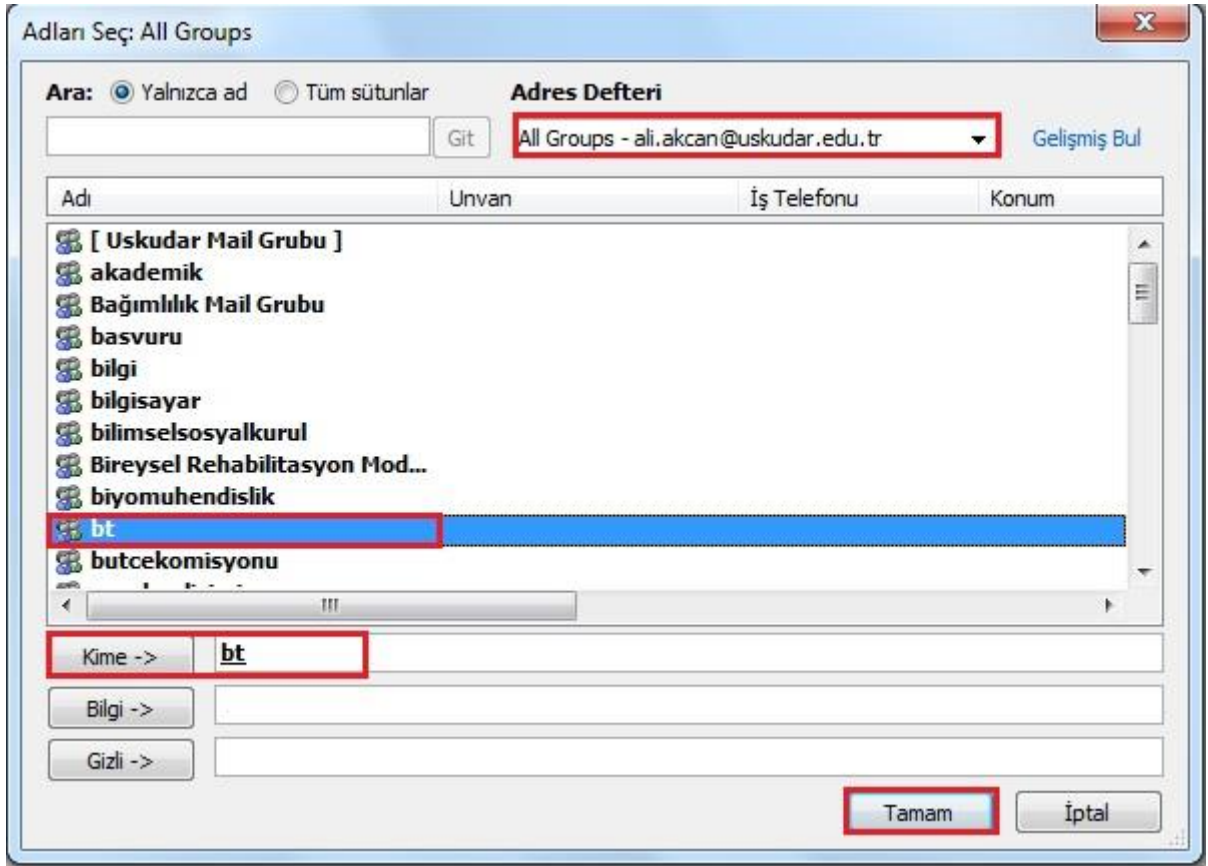 Adları Seç: All Groups
Ara: Yalnızca ad Tüm sütunlar Adres Defteri
Git All Groups - ali.akcan@uskudar.edu.tr Gelişmiş Bul
Adı Unvan İş Telefonu Konum
[ Uskudar Mail Grubu ]
akademik
Bağımlılık Mail Grubu
basvuru
bilgi
bilgisayar
bilimselsosyalkurul
Bireysel Rehabilitasyon Mod...
biyomuhendislik
bt
butcekomisyonu
Kime -> bt
Bilgi ->
Gizli ->
Tamam İptal